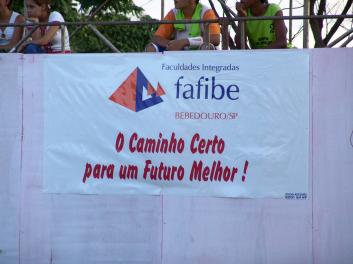 Faculdades Integradas
fafibe
BEBEDOURO/SP
O Caminho Certo
para um Futuro Melhor !